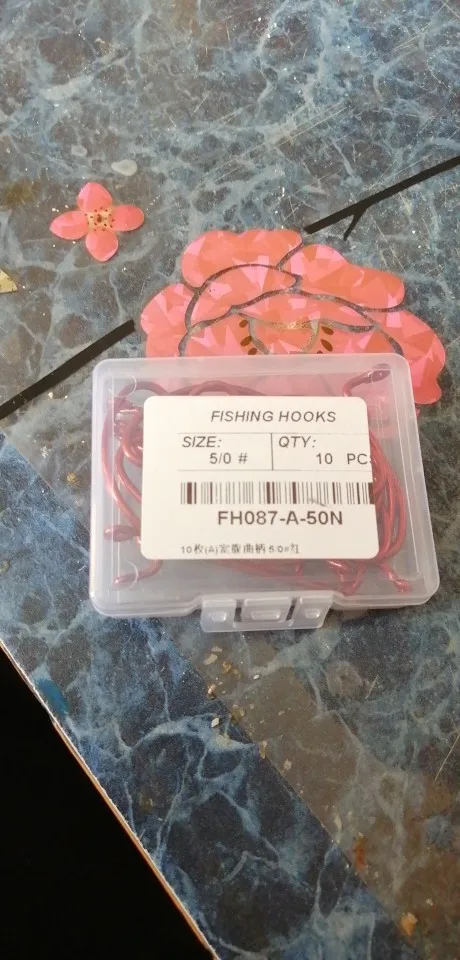 FISHING HOOKS
SIZE: QTY:
5/0 # 10 PC
FH087-A-50N
10枚(A)宽腹曲柄 5/0#红